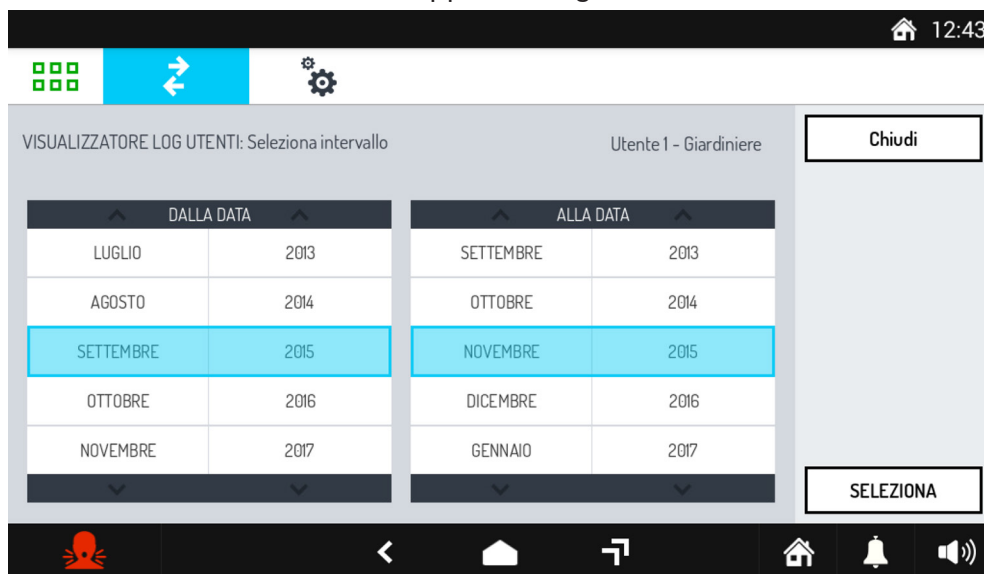 12:43
VISUALIZZATORE LOG UTENTI: Seleziona intervallo
Utente 1 - Giardiniere
Chiudi
DALLA DATA
ALLA DATA
LUGLIO 2013 SETTEMBRE 2013
AGOSTO 2014 OTTOBRE 2014
SETTEMBRE 2015 NOVEMBRE 2015
OTTOBRE 2016 DICEMBRE 2016
NOVEMBRE 2017 GENNAIO 2017
SELEZIONA